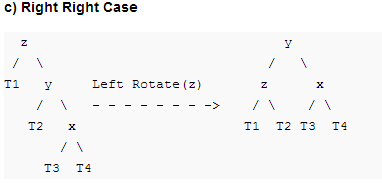 c) Right Right Case
z                                y
/  \                            /   \
T1   y     Left Rotate(z)      z      x
/  \   - - - - - - - ->    / \    / \
T2   x                    T1  T2 T3  T4
/ \
T3  T4